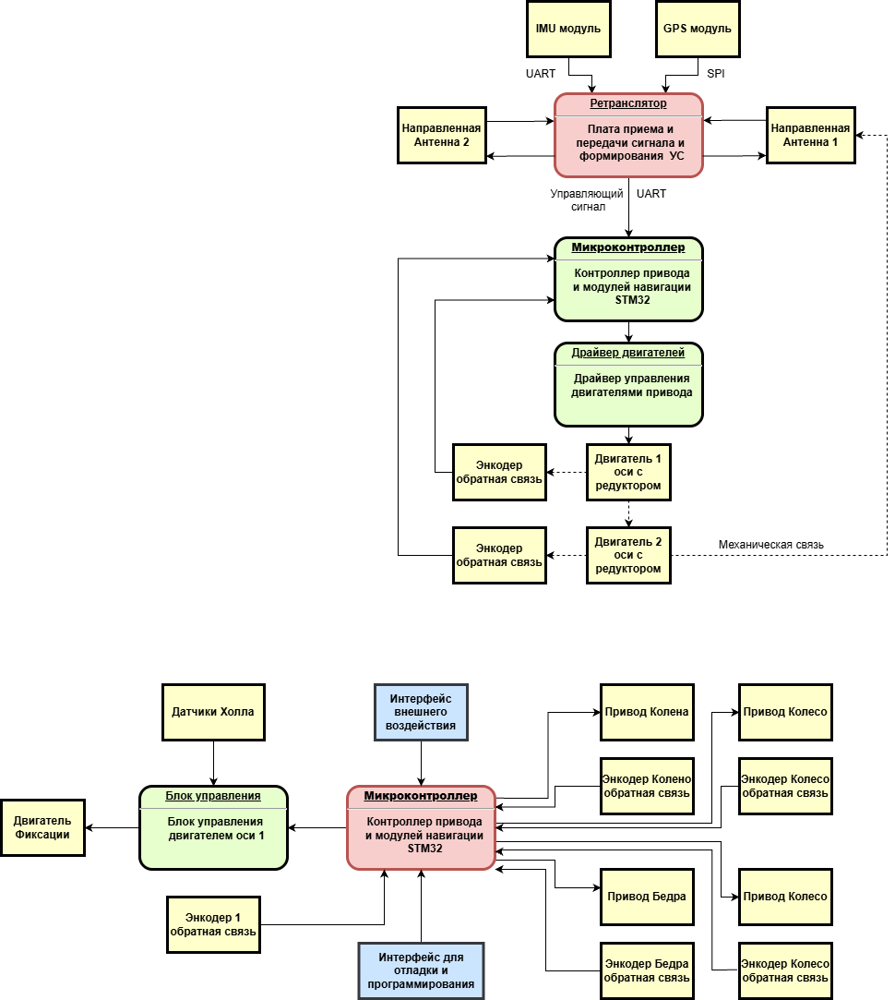 IMU модуль
GPS модуль
UART
SPI
Ретранслятор
Плата приема и
передачи сигнала и
формирования УС
Направленная
Антенна 2
Направленная
Антенна 1
Управляющий
сигнал
UART
Микроконтроллер
Контроллер привода
и модулей навигации
STM32
Драйвер двигателей
Драйвер управления
двигателями привода
Энкодер
обратная связь
Двигатель 1
оси с
редуктором
Энкодер
обратная связь
Двигатель 2
оси с
редуктором
Механическая связь
Датчики Холла
Интерфейс
внешнего
воздействия
Привод Колена
Привод Колесо
Энкодер Колено
обратная связь
Энкодер Колесо
обратная связь
Двигатель
Фиксации
Блок управления
Блок управления
двигателем оси 1
Микроконтроллер
Контроллер привода
и модулей навигации
STM32
Привод Бедра
Привод Колесо
Энкодер 1
обратная связь
Интерфейс для
отладки и
программирования
Энкодер Бедра
обратная связь
Энкодер Колесо
обратная связь